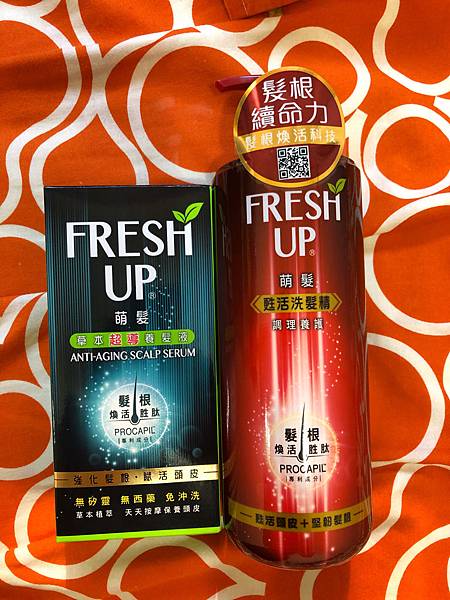 FRESH
UP®
萌髮
草本超導養髮液
ANTI-AGING SCALP SERUM
髮根
煥活胜肽
PROCAPIL™
[專利成分]
強化髮根·賦活頭皮
無矽靈 無西藥 免沖洗
草本植萃 天天按摩保養頭皮
髮根
續命力
髮根煥活科技
FRESH
UP®
萌髮
甦活洗髮精
調理養護
髮根
煥活胜肽
PROCAPIL™
[專利成分]
甦活頭皮+堅韌髮根